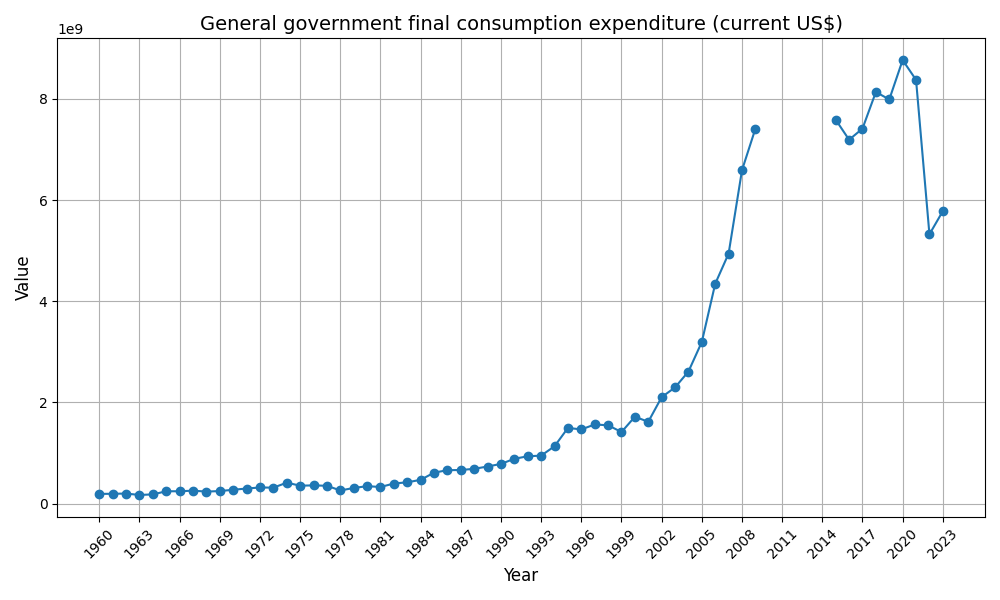 General government final consumption expenditure (current US$)
1e9
8
6
4
2
0
Value
1960 1963 1966 1969 1972 1975 1978 1981 1984 1987 1990 1993 1996 1999 2002 2005 2008 2011 2014 2017 2020 2023
Year